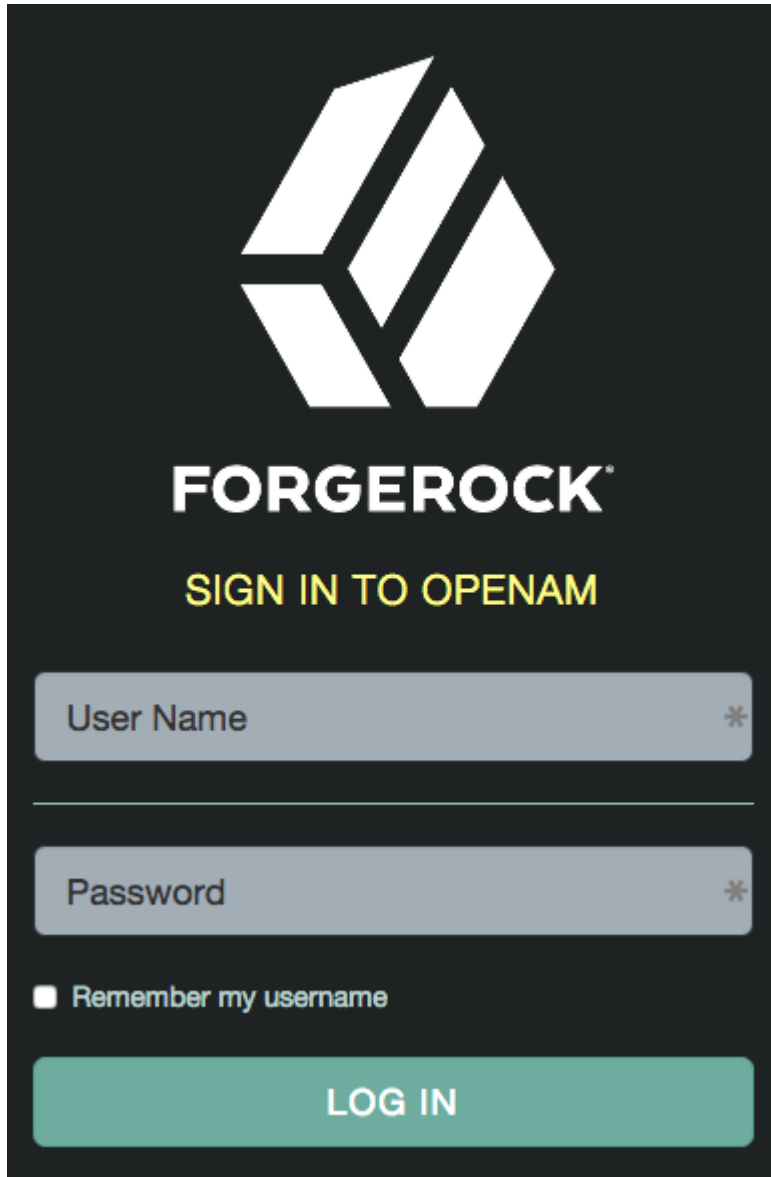 FORGEROCK®
SIGN IN TO OPENAM
User Name *
Password *
Remember my username
LOG IN